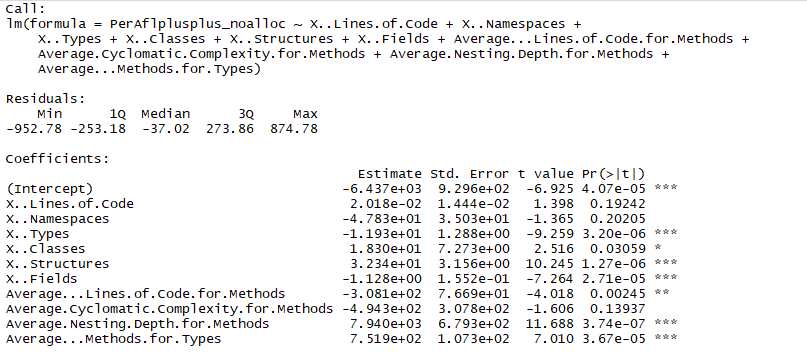 Call:
lm(formula = PerAflplusplus_noalloc ~ X..Lines.of.Code + X..Namespaces +
    X..Types + X..Classes + X..Structures + X..Fields + Average...Lines.of.Code.for.Methods +
    Average.Cyclomatic.Complexity.for.Methods + Average.Nesting.Depth.for.Methods +
    Average...Methods.for.Types)

Residuals:
    Min      1Q  Median      3Q     Max
-952.78 -253.18  -37.02  273.86  874.78

Coefficients:
                                            Estimate Std. Error t value Pr(>|t|)
(Intercept)                               -6.437e+03  9.296e+02  -6.925 4.07e-05 ***
X..Lines.of.Code                           2.018e-02  1.444e-02   1.398  0.19242
X..Namespaces                             -4.783e+01  3.503e+01  -1.365  0.20205
X..Types                                  -1.193e+01  1.288e+00  -9.259 3.20e-06 ***
X..Classes                                 1.830e+01  7.273e+00   2.516  0.03059 *
X..Structures                              3.234e+01  3.156e+00  10.245 1.27e-06 ***
X..Fields                                 -1.128e+00  1.552e-01  -7.264 2.71e-05 ***
Average...Lines.of.Code.for.Methods       -3.081e+02  7.669e+01  -4.018  0.00245 **
Average.Cyclomatic.Complexity.for.Methods -4.943e+02  3.078e+02  -1.606  0.13937
Average.Nesting.Depth.for.Methods          7.940e+03  6.793e+02  11.688 3.74e-07 ***
Average...Methods.for.Types                7.519e+02  1.073e+02   7.010 3.67e-05 ***